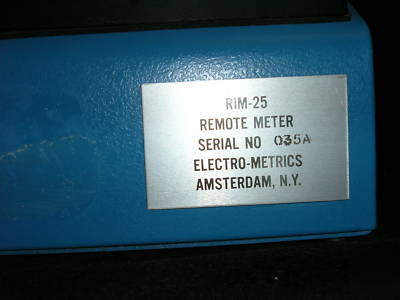 RIM-25
REMOTE METER
SERIAL NO 035A
ELECTRO-METRICS
AMSTERDAM, N.Y.